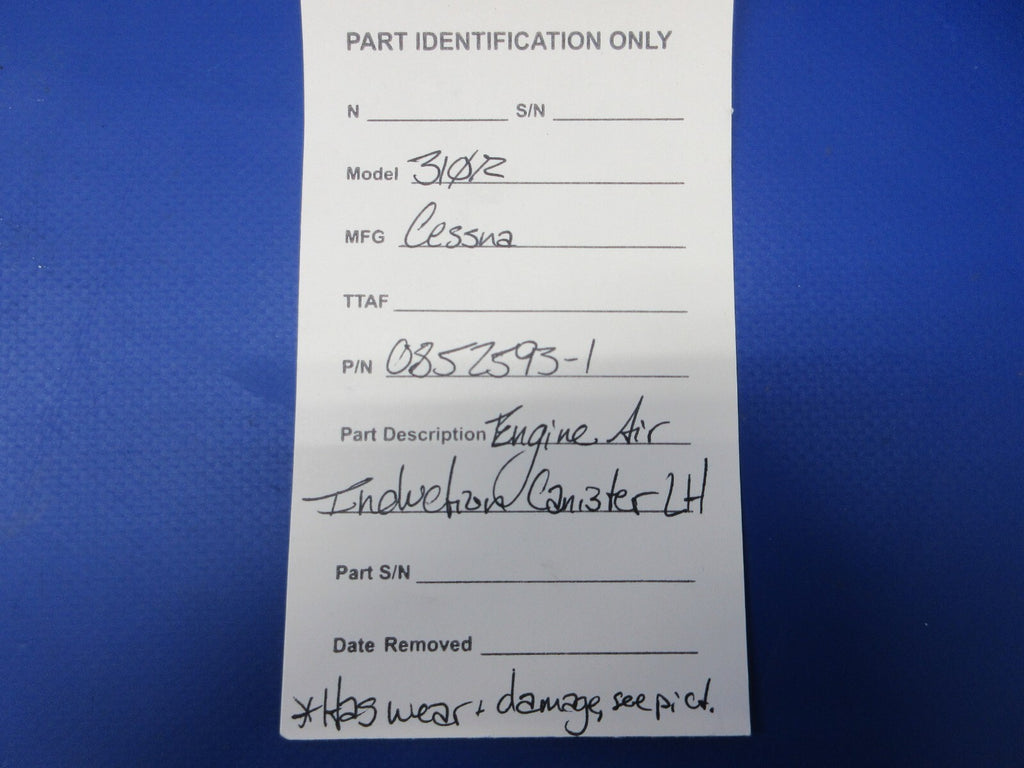 PART IDENTIFICATION ONLY
N S/N
Model 310R
MFG Cessna
TTAF
P/N 0852593-1
Part Description Engine Air
Induction Canister LH
Part S/N
Date Removed
*Has wear + damage, see pict.